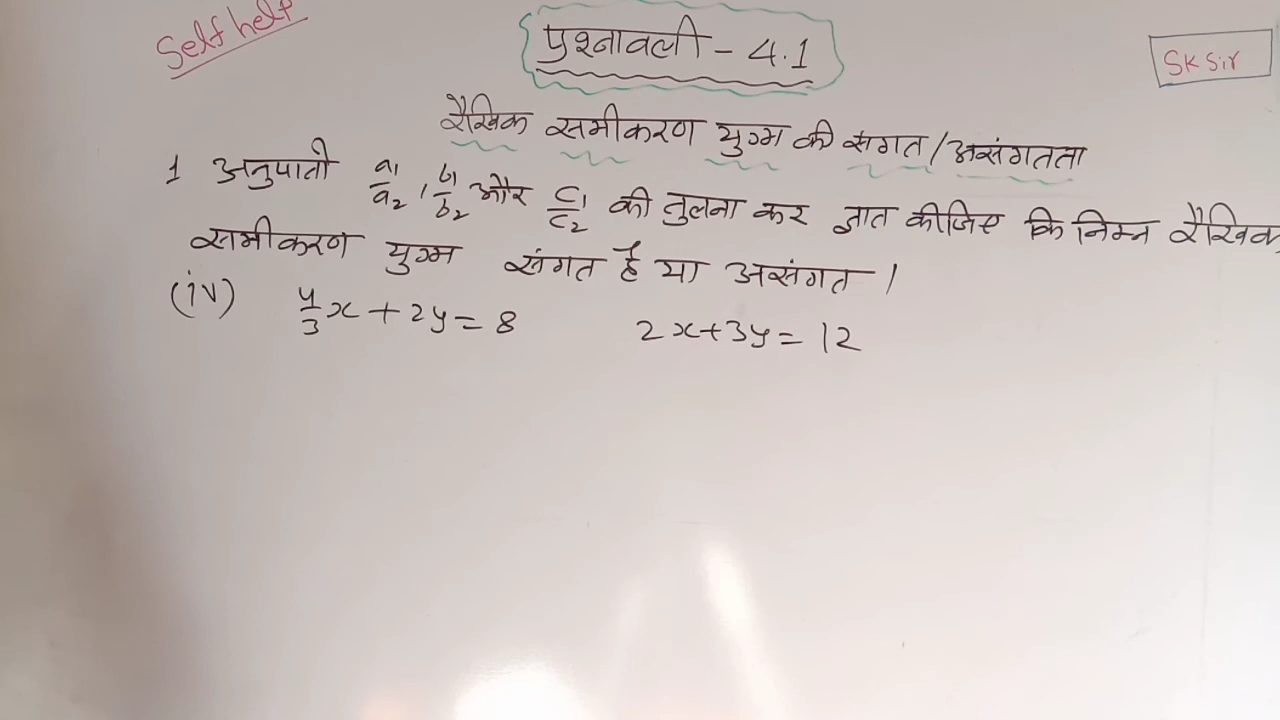 Self help
प्रश्नावली - 4.1
SK Sir
रैखिक समीकरण युग्म की संगत/असंगतता
1 अनुपातो a₁/a₂, b₁/b₂ और c₁/c₂ की तुलना कर ज्ञात कीजिए कि निम्न रैखिक
समीकरण युग्म संगत है या असंगत ।
(iv) 4/3x + 2y = 8 2x+3y = 12